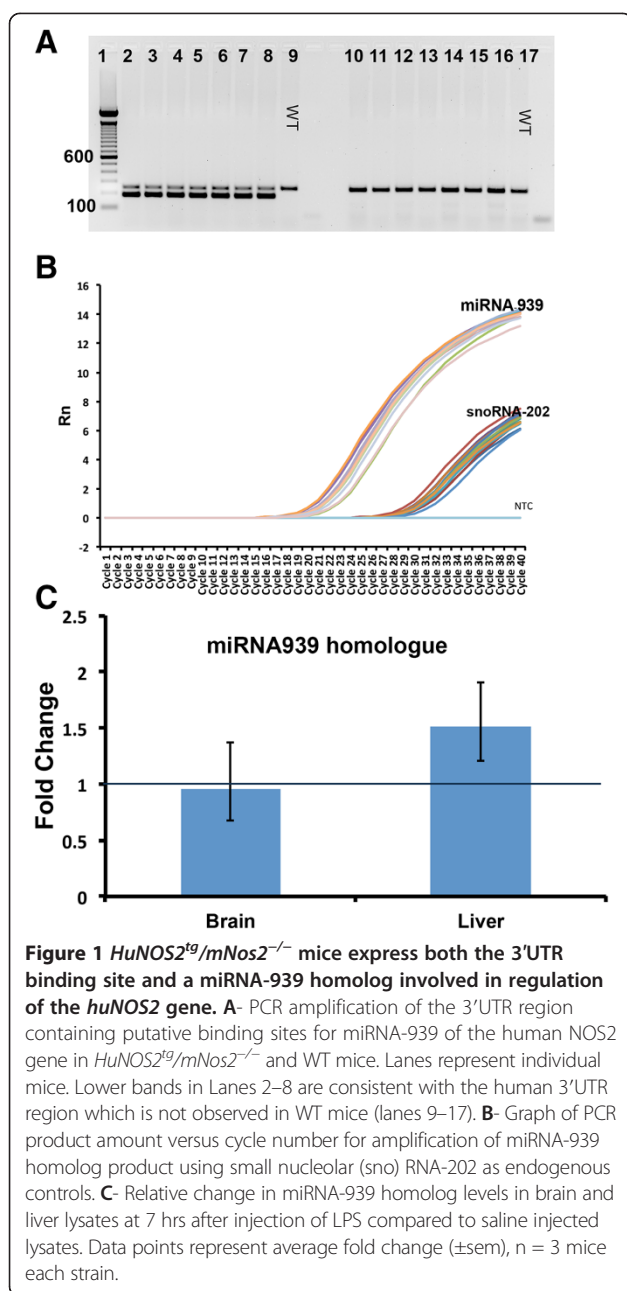 A
1 2 3 4 5 6 7 8 9 10 11 12 13 14 15 16 17
WT WT
600
100
B
16
14
12
10
8
6
4
2
0
-2
Rn
miRNA-939
snoRNA-202
NTC
Cycle 1
Cycle 2
Cycle 3
Cycle 4
Cycle 5
Cycle 6
Cycle 7
Cycle 8
Cycle 9
Cycle 10
Cycle 11
Cycle 12
Cycle 13
Cycle 14
Cycle 15
Cycle 16
Cycle 17
Cycle 18
Cycle 19
Cycle 20
Cycle 21
Cycle 22
Cycle 23
Cycle 24
Cycle 25
Cycle 26
Cycle 27
Cycle 28
Cycle 29
Cycle 30
Cycle 31
Cycle 32
Cycle 33
Cycle 34
Cycle 35
Cycle 36
Cycle 37
Cycle 38
Cycle 39
Cycle 40
C
miRNA939 homologue
2.5
2
1.5
1
0.5
0
Fold Change
Brain Liver
Figure 1 HuNOS2tg/mNos2−/− mice express both the 3′UTR
binding site and a miRNA-939 homolog involved in regulation
of the huNOS2 gene. A- PCR amplification of the 3′UTR region
containing putative binding sites for miRNA-939 of the human NOS2
gene in HuNOS2tg/mNos2−/− and WT mice. Lanes represent individual
mice. Lower bands in Lanes 2–8 are consistent with the human 3′UTR
region which is not observed in WT mice (lanes 9–17). B- Graph of PCR
product amount versus cycle number for amplification of miRNA-939
homolog product using small nucleolar (sno) RNA-202 as endogenous
controls. C- Relative change in miRNA-939 homolog levels in brain and
liver lysates at 7 hrs after injection of LPS compared to saline injected
lysates. Data points represent average fold change (±sem), n = 3 mice
each strain.